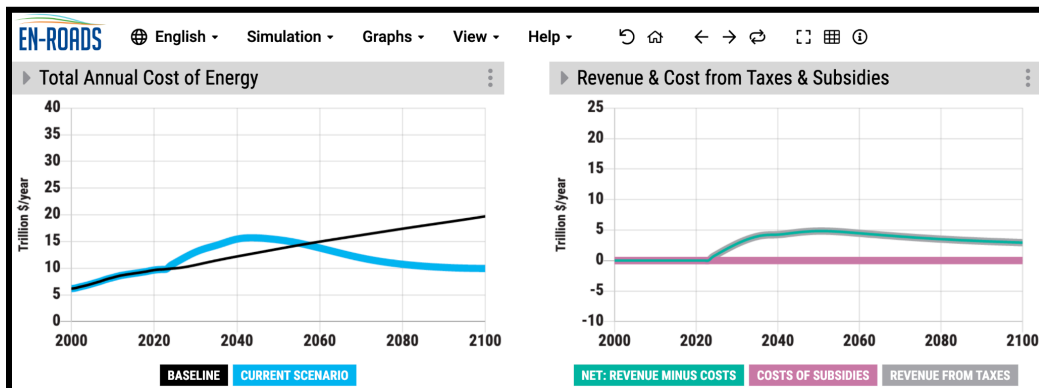 EN-ROADS English Simulation Graphs View Help
Total Annual Cost of Energy
Trillion $/year
40
35
30
25
20
15
10
5
0
2000 2020 2040 2060 2080 2100
BASELINE CURRENT SCENARIO
Revenue & Cost from Taxes & Subsidies
Trillion $/year
25
20
15
10
5
0
-5
-10
2000 2020 2040 2060 2080 2100
NET: REVENUE MINUS COSTS COSTS OF SUBSIDIES REVENUE FROM TAXES